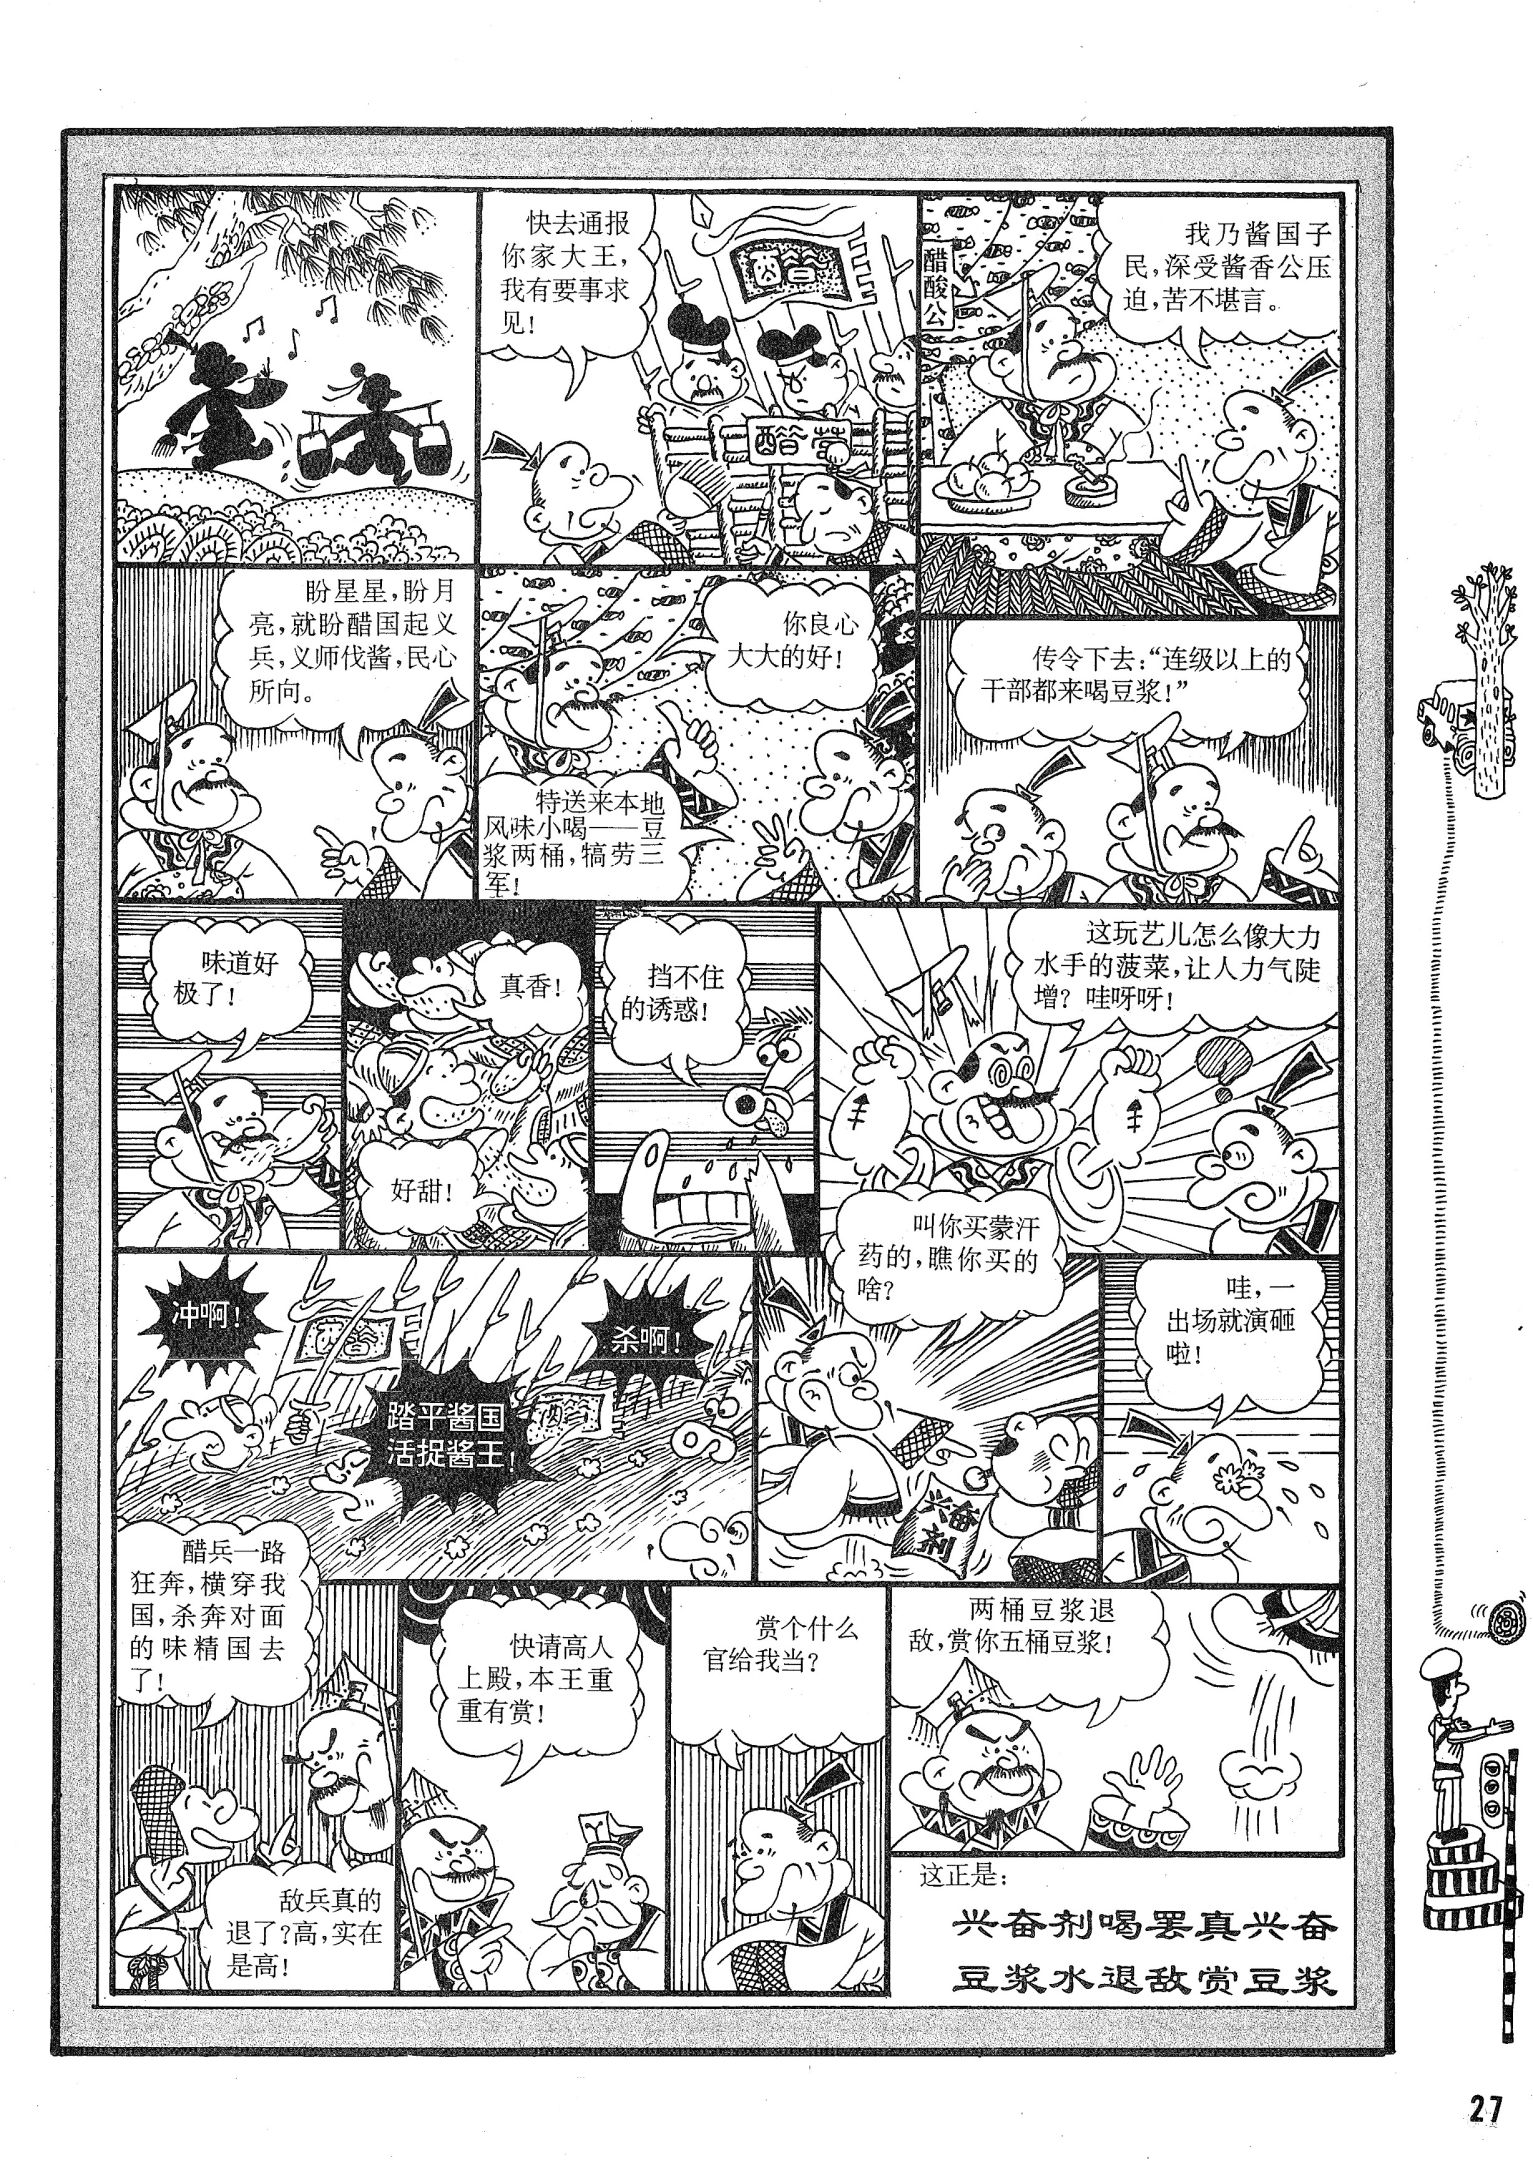 快去通报
你家大王，
我有要事求
见！
醋
醋营
醋酸公
我乃酱国子
民，深受酱香公压
迫，苦不堪言。
盼星星，盼月
亮，就盼醋国起义
兵，义师伐酱，民心
所向。
你良心
大大的好！
特送来本地
风味小喝——豆
浆两桶，犒劳三
军！
传令下去：“连级以上的
干部都来喝豆浆！”
味道好
极了！
真香！
好甜！
挡不住
的诱惑！
这玩艺儿怎么像大力
水手的菠菜，让人力气陡
增？哇呀呀！
冲啊！
醋
杀啊！
踏平酱国
活捉酱王！
醋
叫你买蒙汗
药的，瞧你买的
啥？
兴奋
剂
哇，一
出场就演砸
啦！
醋兵一路
狂奔，横穿我
国，杀奔对面
的味精国去
了！
敌兵真的
退了？高，实在
是高！
快请高人
上殿，本王重
重有赏！
赏个什么
官给我当？
两桶豆浆退
敌，赏你五桶豆浆！
这正是：
兴奋剂喝罢真兴奋
豆浆水退敌赏豆浆
27